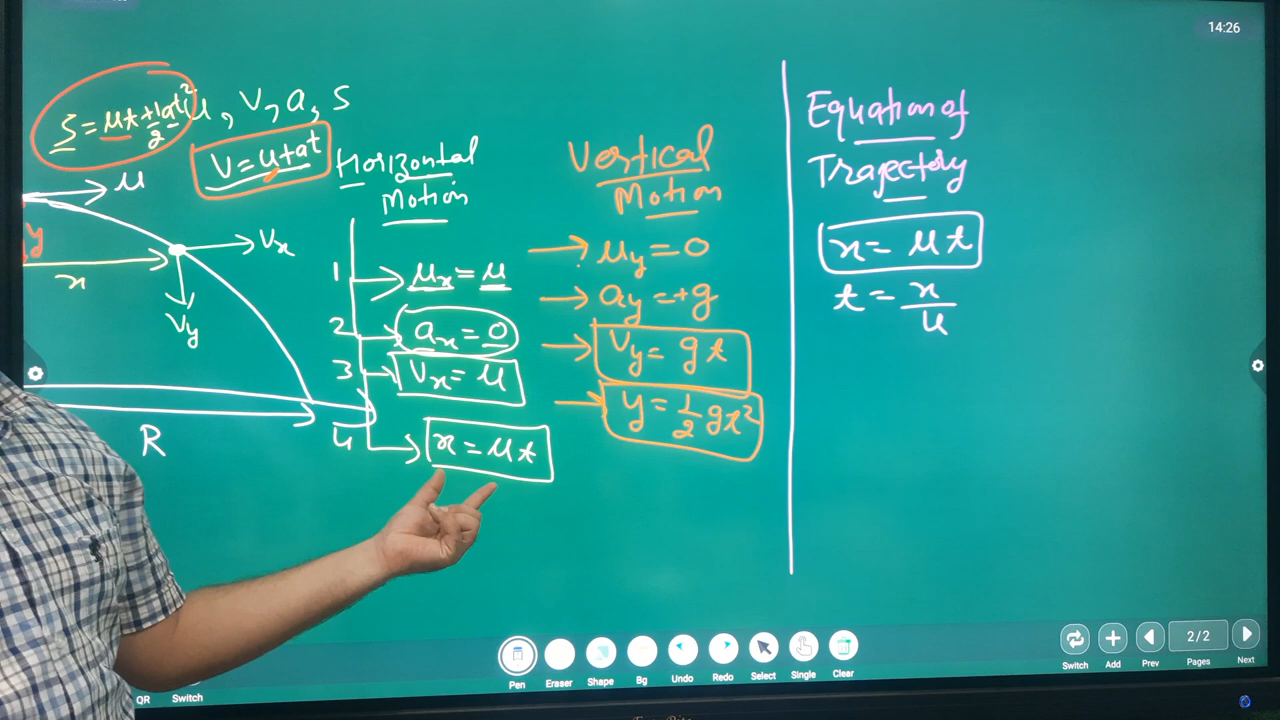 14:26
S = ut + 1/2 at² u, v, a, s
V = u + at
u
y
x
Vx
Vy
R
Horizontal
Motion
1 ux = u
2 ax = 0
3 Vx = u
4 x = ut
Vertical
Motion
uy = 0
ay = +g
Vy = gt
y = 1/2 gt²
Equation of
Trajectory
x = ut
t = x/u
Pen Eraser Shape Bg Undo Redo Select Single Clear
Switch Add Prev 2/2 Pages Next
QR Switch